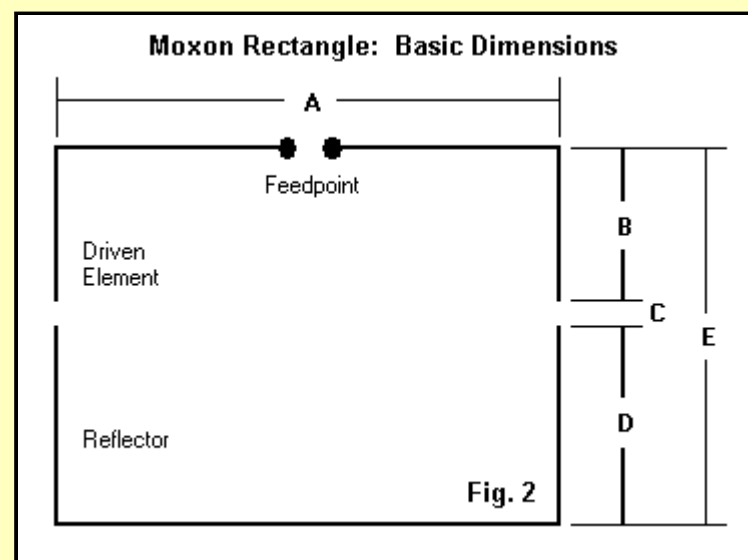 Moxon Rectangle: Basic Dimensions
A
Feedpoint
Driven
Element
B
C
E
D
Reflector
Fig. 2